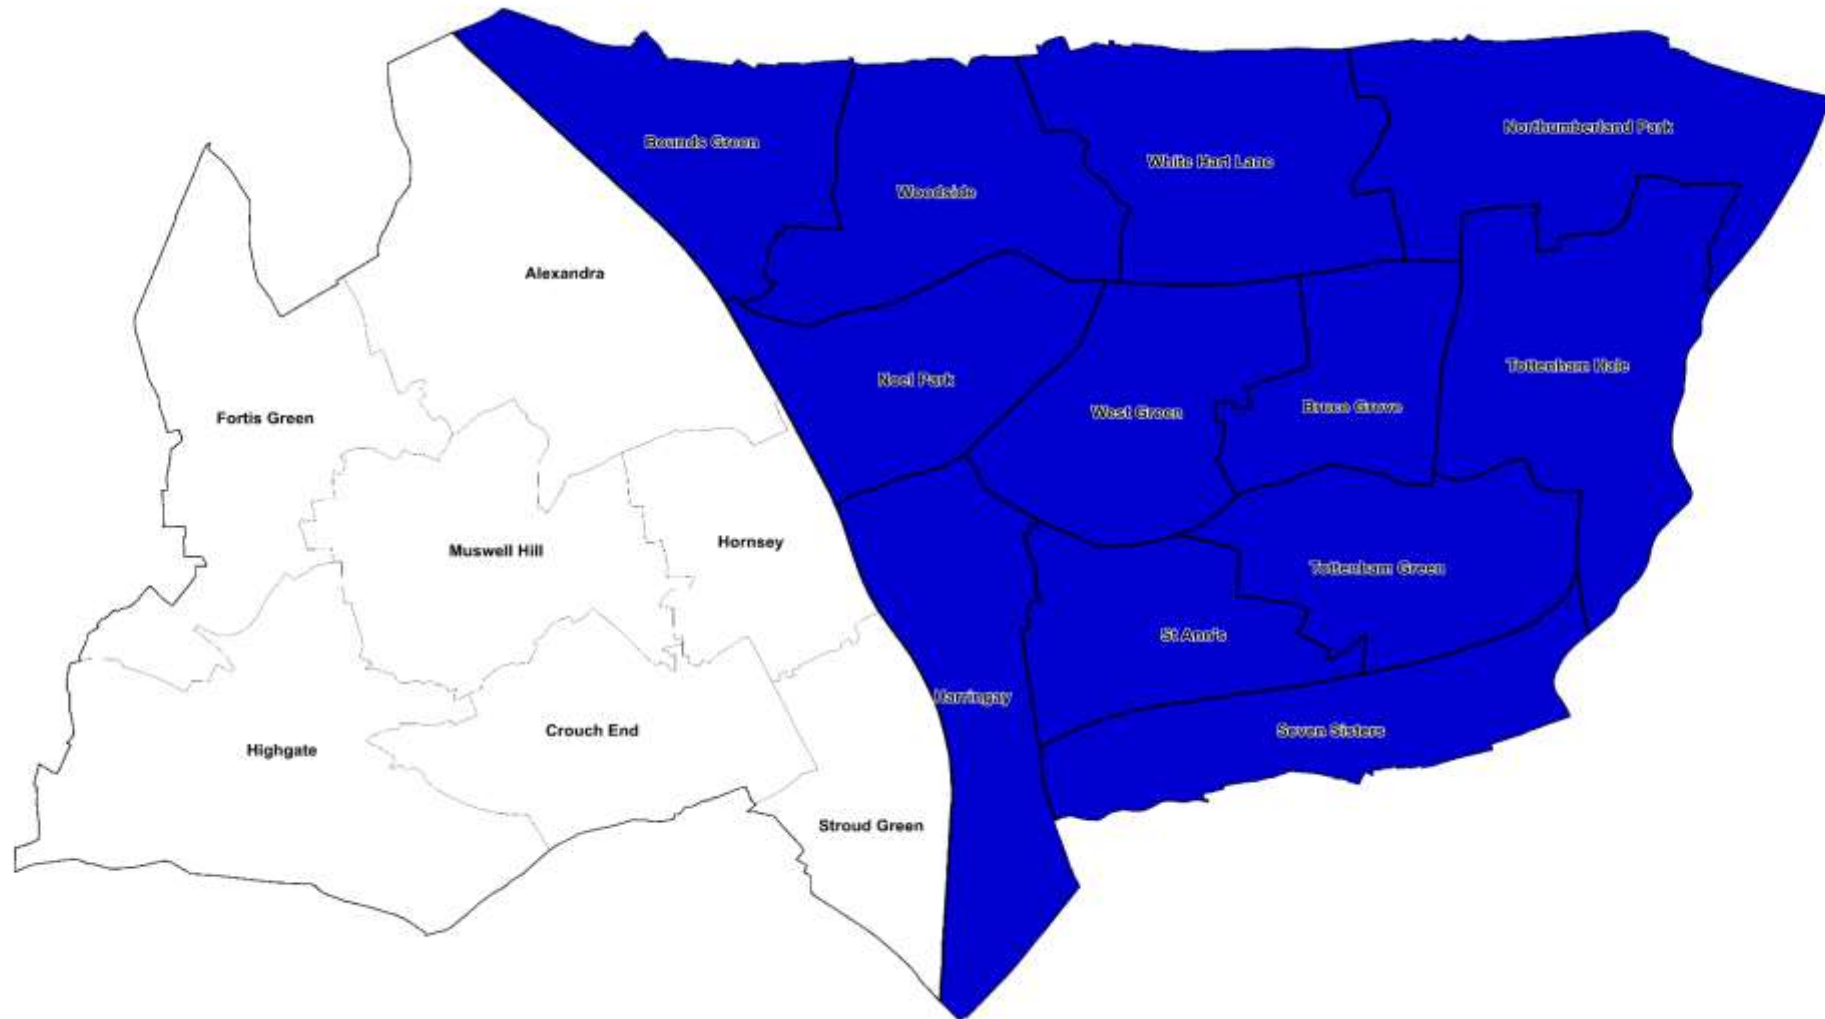 Northumberland Park
Bounds Green
White Hart Lane
Woodside
Alexandra
Tottenham Hale
Noel Park
Bruce Grove
West Green
Fortis Green
Hornsey
Muswell Hill
Tottenham Green
St Ann's
Harringay
Crouch End
Seven Sisters
Highgate
Stroud Green